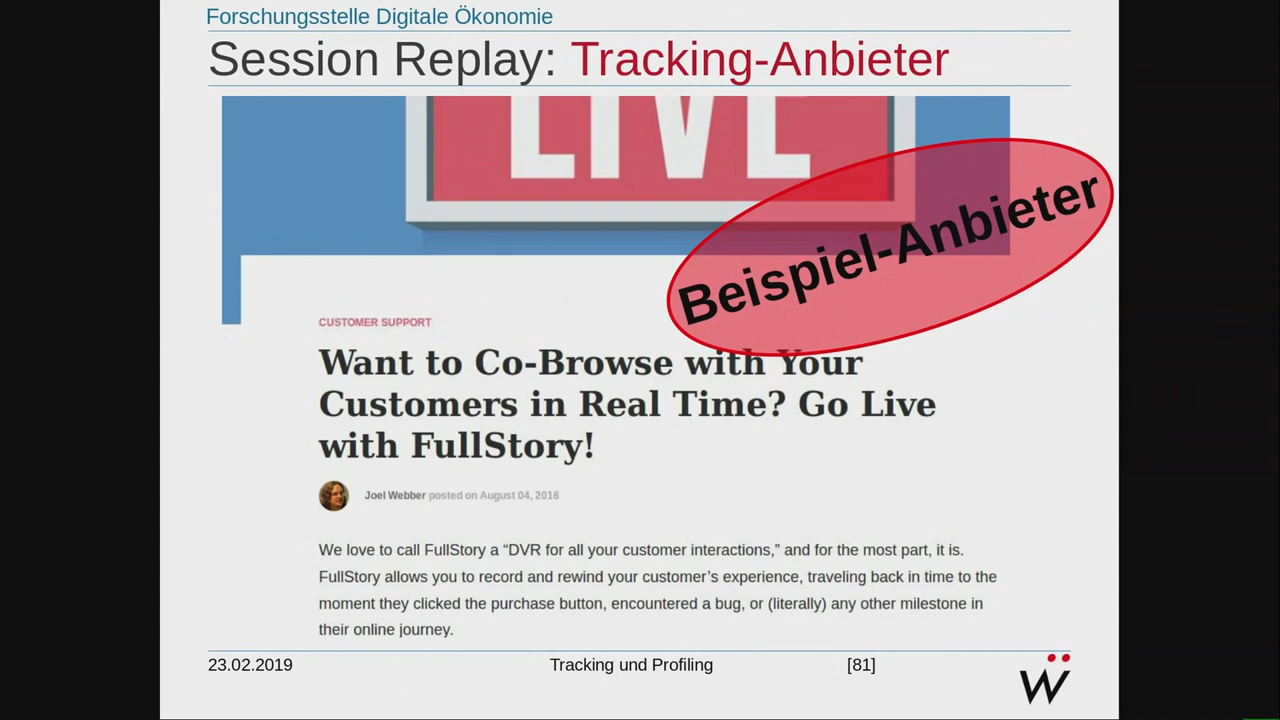 Forschungsstelle Digitale Ökonomie
Session Replay: Tracking-Anbieter
LIVE
Beispiel-Anbieter
CUSTOMER SUPPORT
Want to Co-Browse with Your
Customers in Real Time? Go Live
with FullStory!
Joel Webber posted on August 04, 2016
We love to call FullStory a “DVR for all your customer interactions,” and for the most part, it is.
FullStory allows you to record and rewind your customer’s experience, traveling back in time to the
moment they clicked the purchase button, encountered a bug, or (literally) any other milestone in
their online journey.
23.02.2019 Tracking und Profiling [81]
Ẅ